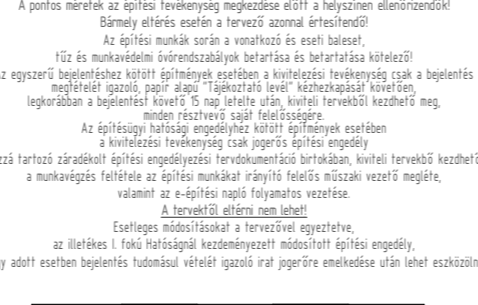 A pontos méretek az építési tevékenység megkezdése előtt a helyszínen ellenőrizendők!
Bármely eltérés esetén a tervező azonnal értesítendő!
Az építési munkák során a vonatkozó és eseti baleset,
tűz és munkavédelmi óvórendszabályok betartása és betartatása kötelező!
az egyszerű bejelentéshez kötött építmények esetében a kivitelezési tevékenység csak a bejelentés
megtételét igazoló, papír alapú "Tájékoztató levél" kézhezkapását követően,
legkorábban a bejelentést követő 15 nap letelte után, kiviteli tervekből kezdhető meg,
minden résztvevő saját felelősségére.
Az építésügyi hatósági engedélyhez kötött építmények esetében
a kivitelezési tevékenység csak jogerős építési engedély
zzá tartozó záradékolt építési engedélyezési tervdokumentáció birtokában, kiviteli tervekbő kezdhető
a munkavégzés feltétele az építési munkákat irányító felelős műszaki vezető megléte,
valamint az e-építési napló folyamatos vezetése.
A tervektől eltérni nem lehet!
Esetleges módosításokat a tervezővel egyeztetve,
az illetékes I. fokú Hatóságnál kezdeményezett módosított építési engedély,
gy adott esetben bejelentés tudomásul vételét igazoló irat jogerőre emelkedése után lehet eszközöln